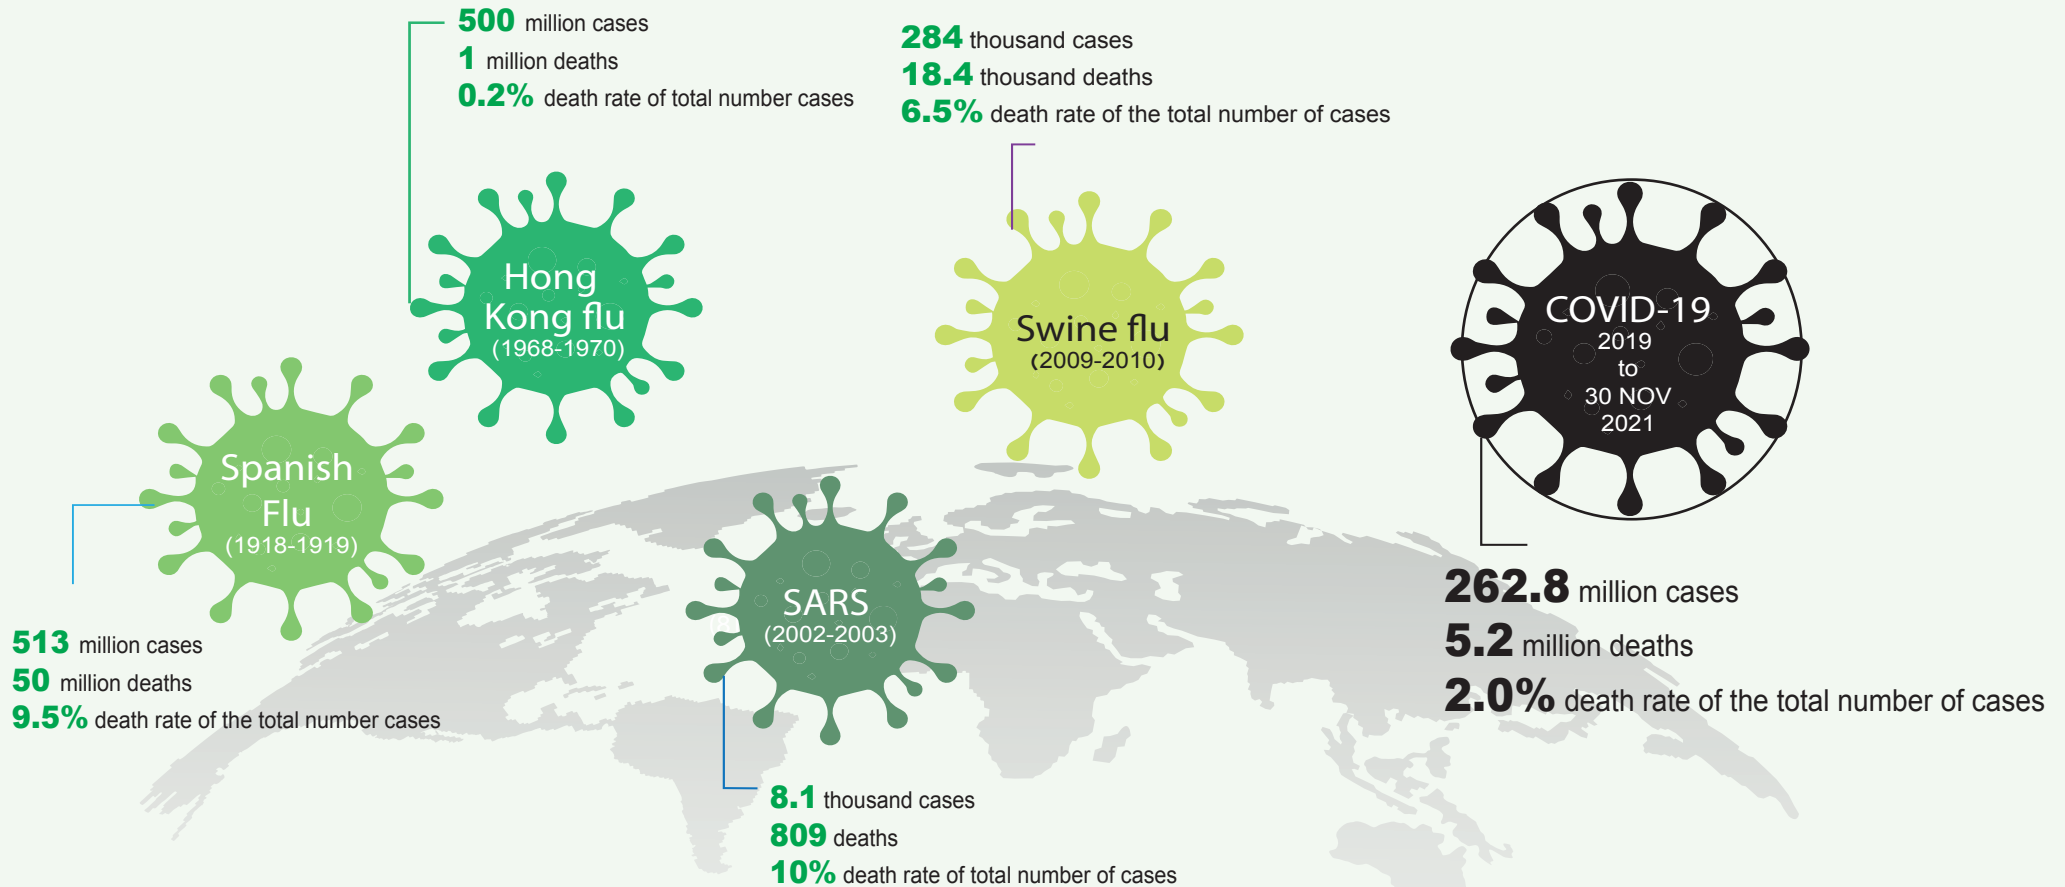 500 million cases
1 million deaths
0.2% death rate of total number cases
284 thousand cases
18.4 thousand deaths
6.5% death rate of the total number of cases
Hong
Kong flu
(1968-1970)
Swine flu
(2009-2010)
COVID-19
2019
to
30 NOV
2021
Spanish
Flu
(1918-1919)
SARS
(2002-2003)
513 million cases
50 million deaths
9.5% death rate of the total number cases
262.8 million cases
5.2 million deaths
2.0% death rate of the total number of cases
8.1 thousand cases
809 deaths
10% death rate of total number of cases